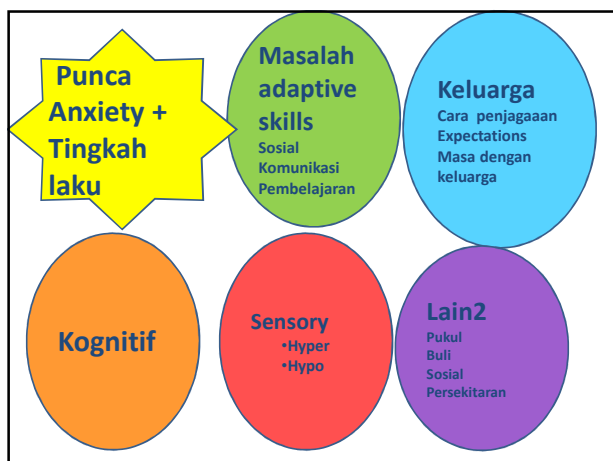 Punca
Anxiety +
Tingkah
laku
Masalah
adaptive
skills
Sosial
Komunikasi
Pembelajaran
Keluarga
Cara penjagaaan
Expectations
Masa dengan
keluarga
Kognitif
Sensory
•Hyper
•Hypo
Lain2
Pukul
Buli
Sosial
Persekitaran